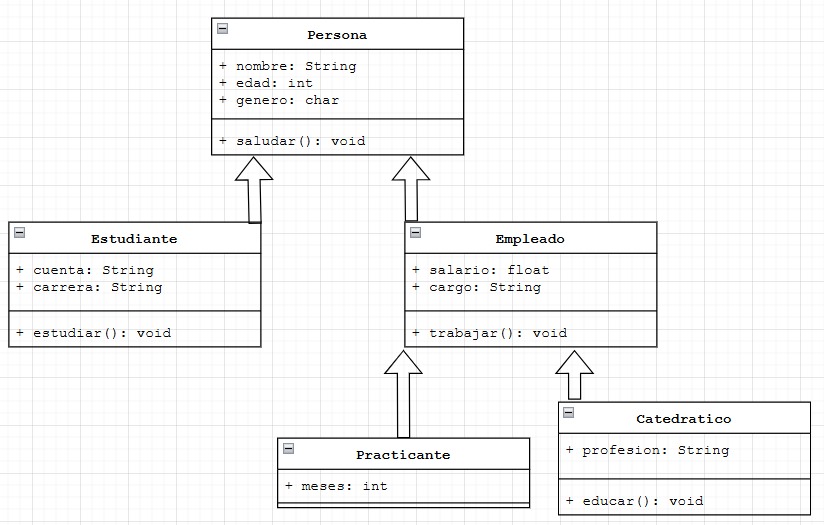 Persona
+ nombre: String
+ edad: int
+ genero: char
+ saludar(): void
Estudiante
+ cuenta: String
+ carrera: String
+ estudiar(): void
Empleado
+ salario: float
+ cargo: String
+ trabajar(): void
Practicante
+ meses: int
Catedratico
+ profesion: String
+ educar(): void